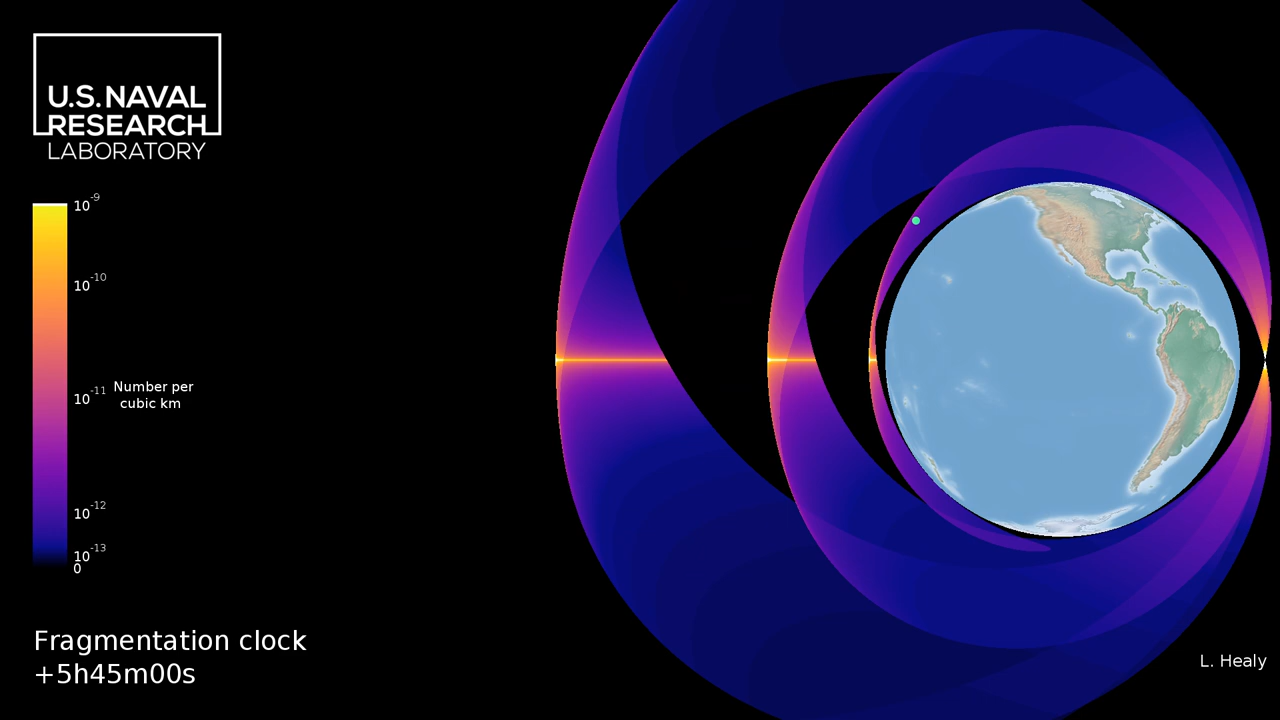 U.S. NAVAL
RESEARCH
LABORATORY
10-9
10-10
10-11
Number per
cubic km
10-12
10-13
0
Fragmentation clock
+5h45m00s
L. Healy